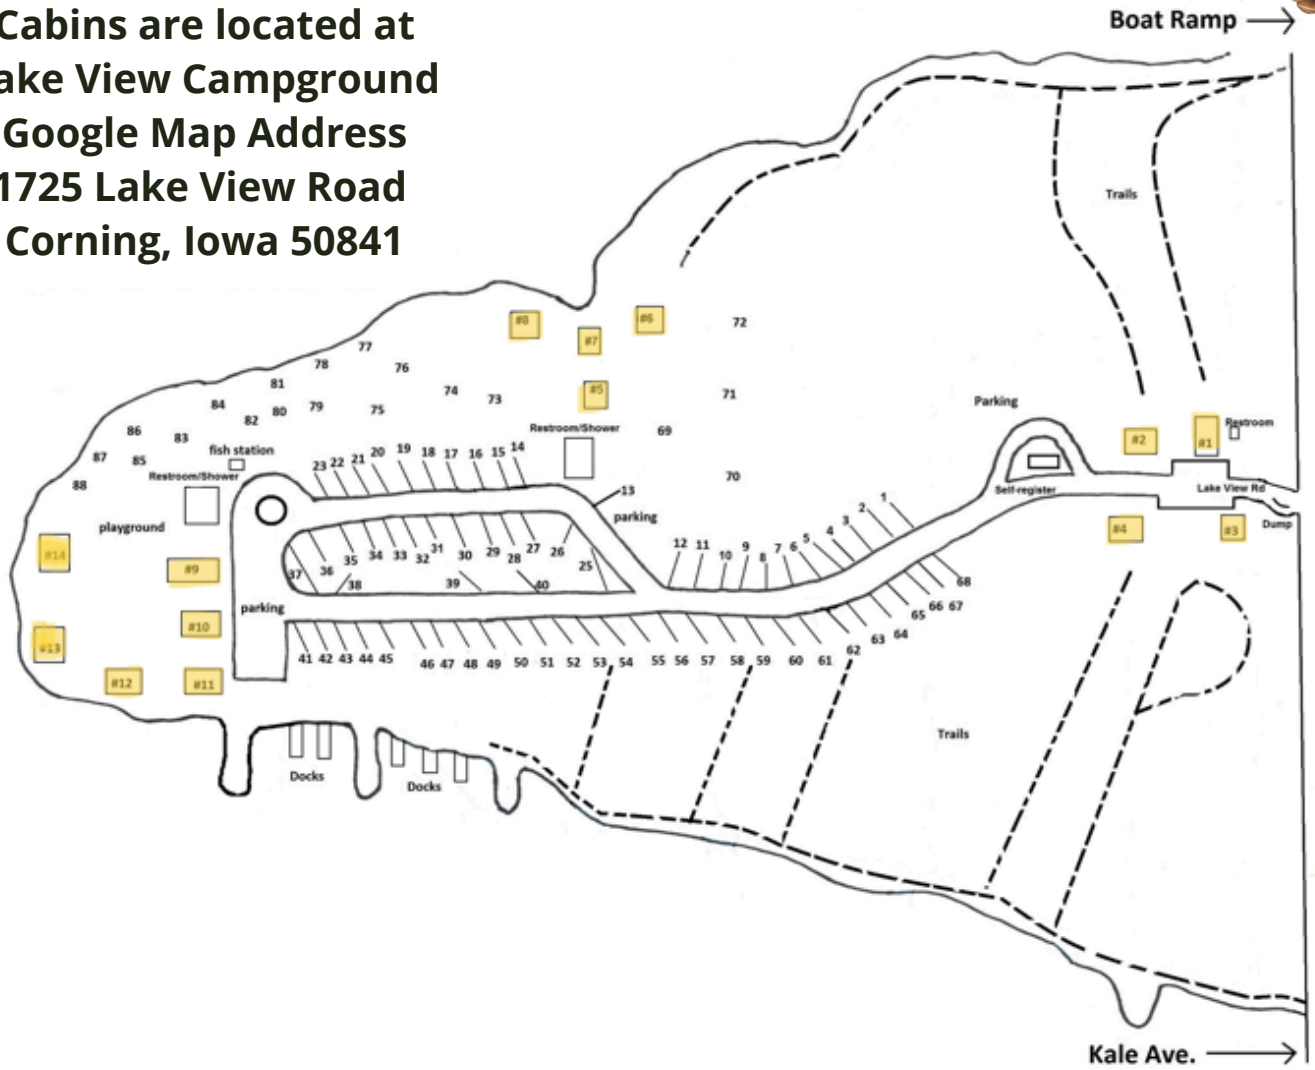 Cabins are located at
ake View Campground
Google Map Address
1725 Lake View Road
Corning, Iowa 50841
Boat Ramp
Trails
#8
#6
#7
72
77
78
76
81
74
73
#5
71
84
79
80
75
82
Parking
86
83
Restroom/Shower
69
#2
#1
Restroom
87
85
fish station
Restroom/Shower
88
23 22 21 20 19 18 17 16 15 14
70
13
Self-register
Lake View Rd
playground
parking
1
2
3
4
5
6
7
8
9
10
11
12
#4
#3
Dump
#14
#9
37
36
35
34
33
32
31
30
29
28
27
26
25
38
39
40
68
67
66
65
64
63
62
parking
#10
#13
41 42 43 44 45 46 47 48 49 50 51 52 53 54 55 56 57 58 59 60 61
#12
#11
Trails
Docks
Docks
Kale Ave.